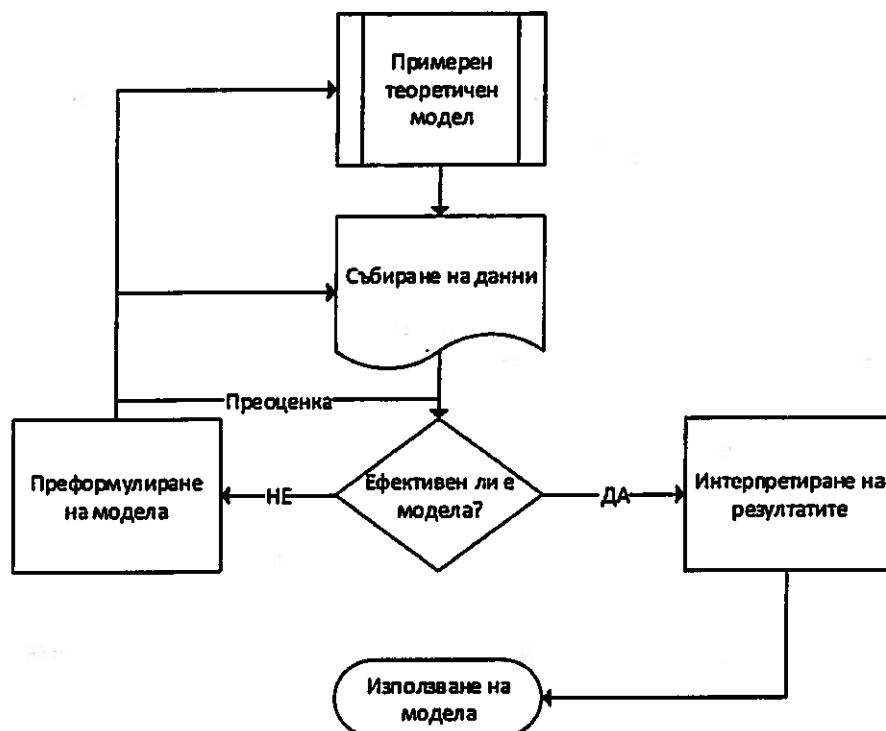 Примерен
теоретичен
модел
Събиране на данни
Преоценка
Преформулиране
на модела
НЕ
Ефективен ли е
модела?
ДА
Интерпретиране на
резултатите
Използване на
модела